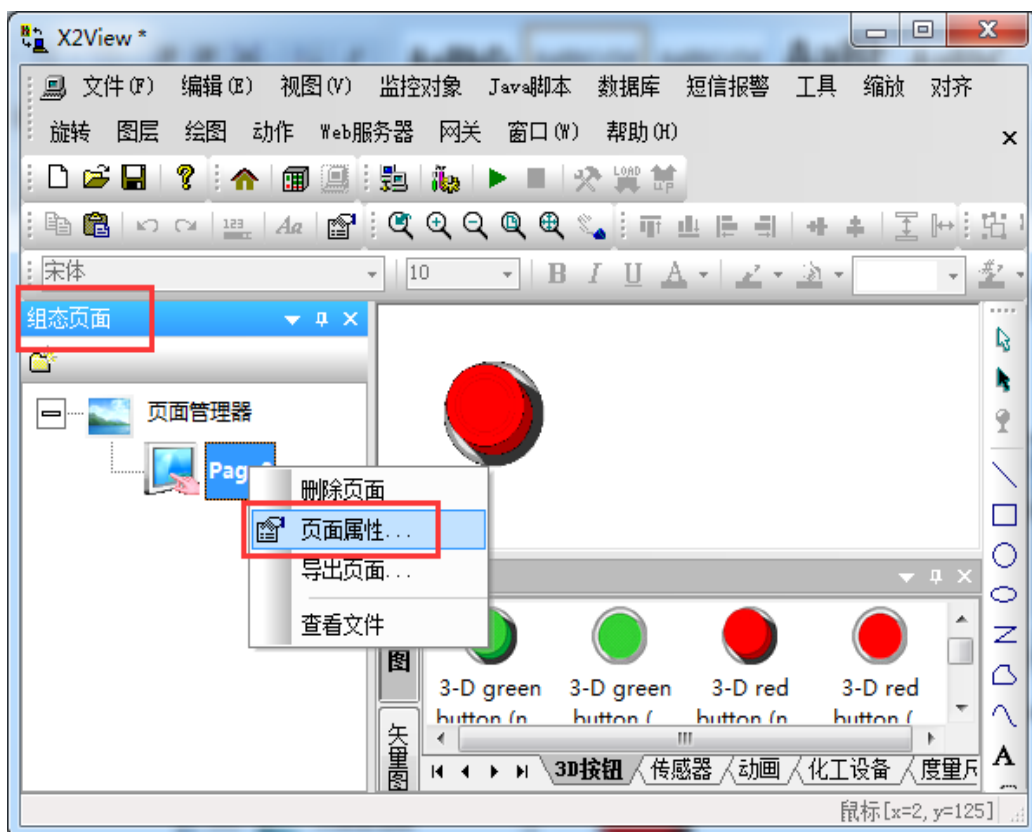 X2View *
文件(F) 编辑(E) 视图(V) 监控对象 Java脚本 数据库 短信报警 工具 缩放 对齐
旋转 图层 绘图 动作 Web服务器 网关 窗口(W) 帮助(H)
宋体 10 B I U A
组态页面
页面管理器
Pag
删除页面
页面属性...
导出页面...
查看文件
图
3-D green 3-D green 3-D red 3-D red
button (n button ( button (n button (
矢量图
3D按钮 传感器 动画 化工设备 度量尺
A
鼠标[x=2, y=125]